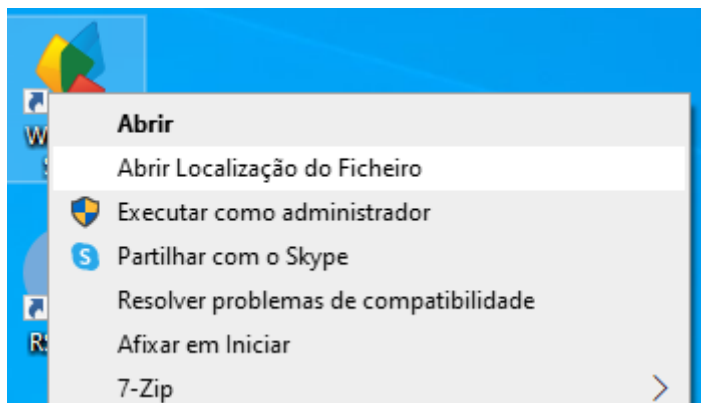 Abrir
Abrir Localização do Ficheiro
Executar como administrador
Partilhar com o Skype
Resolver problemas de compatibilidade
Afixar em Iniciar
7-Zip